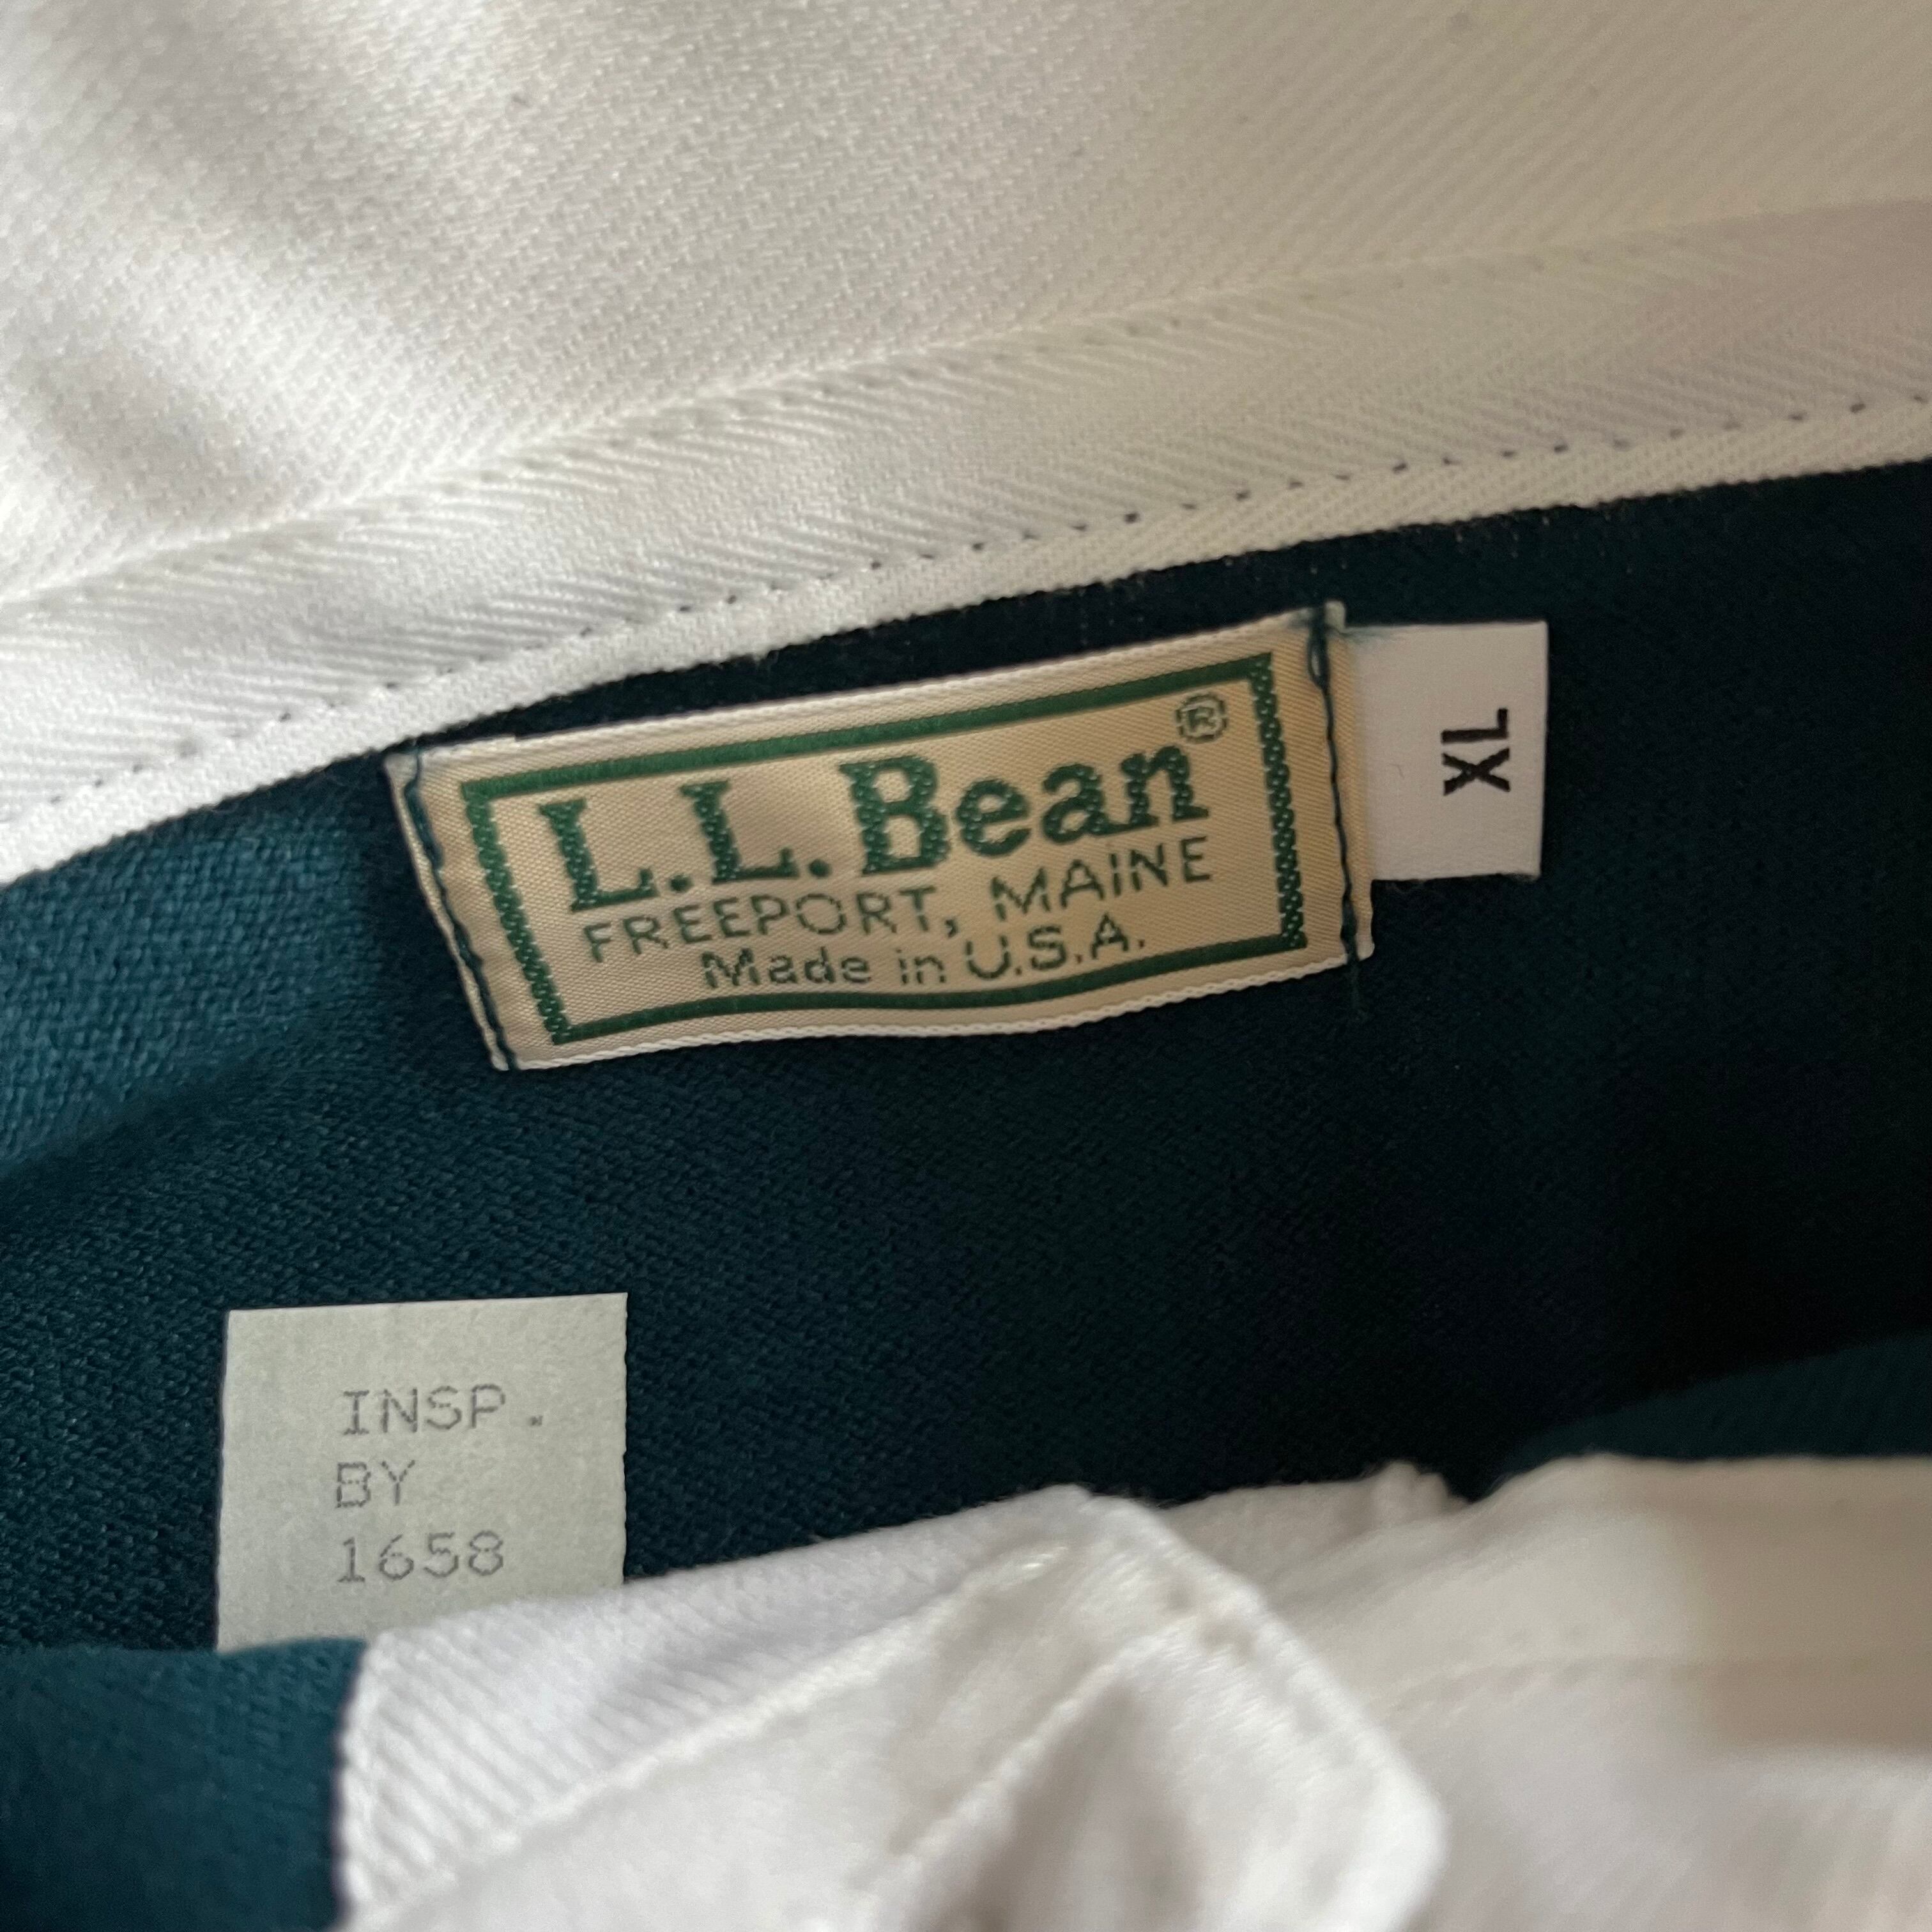 L.L.Bean®
FREEPORT, MAINE
Made in U.S.A.
XL
INSP.
BY
1658